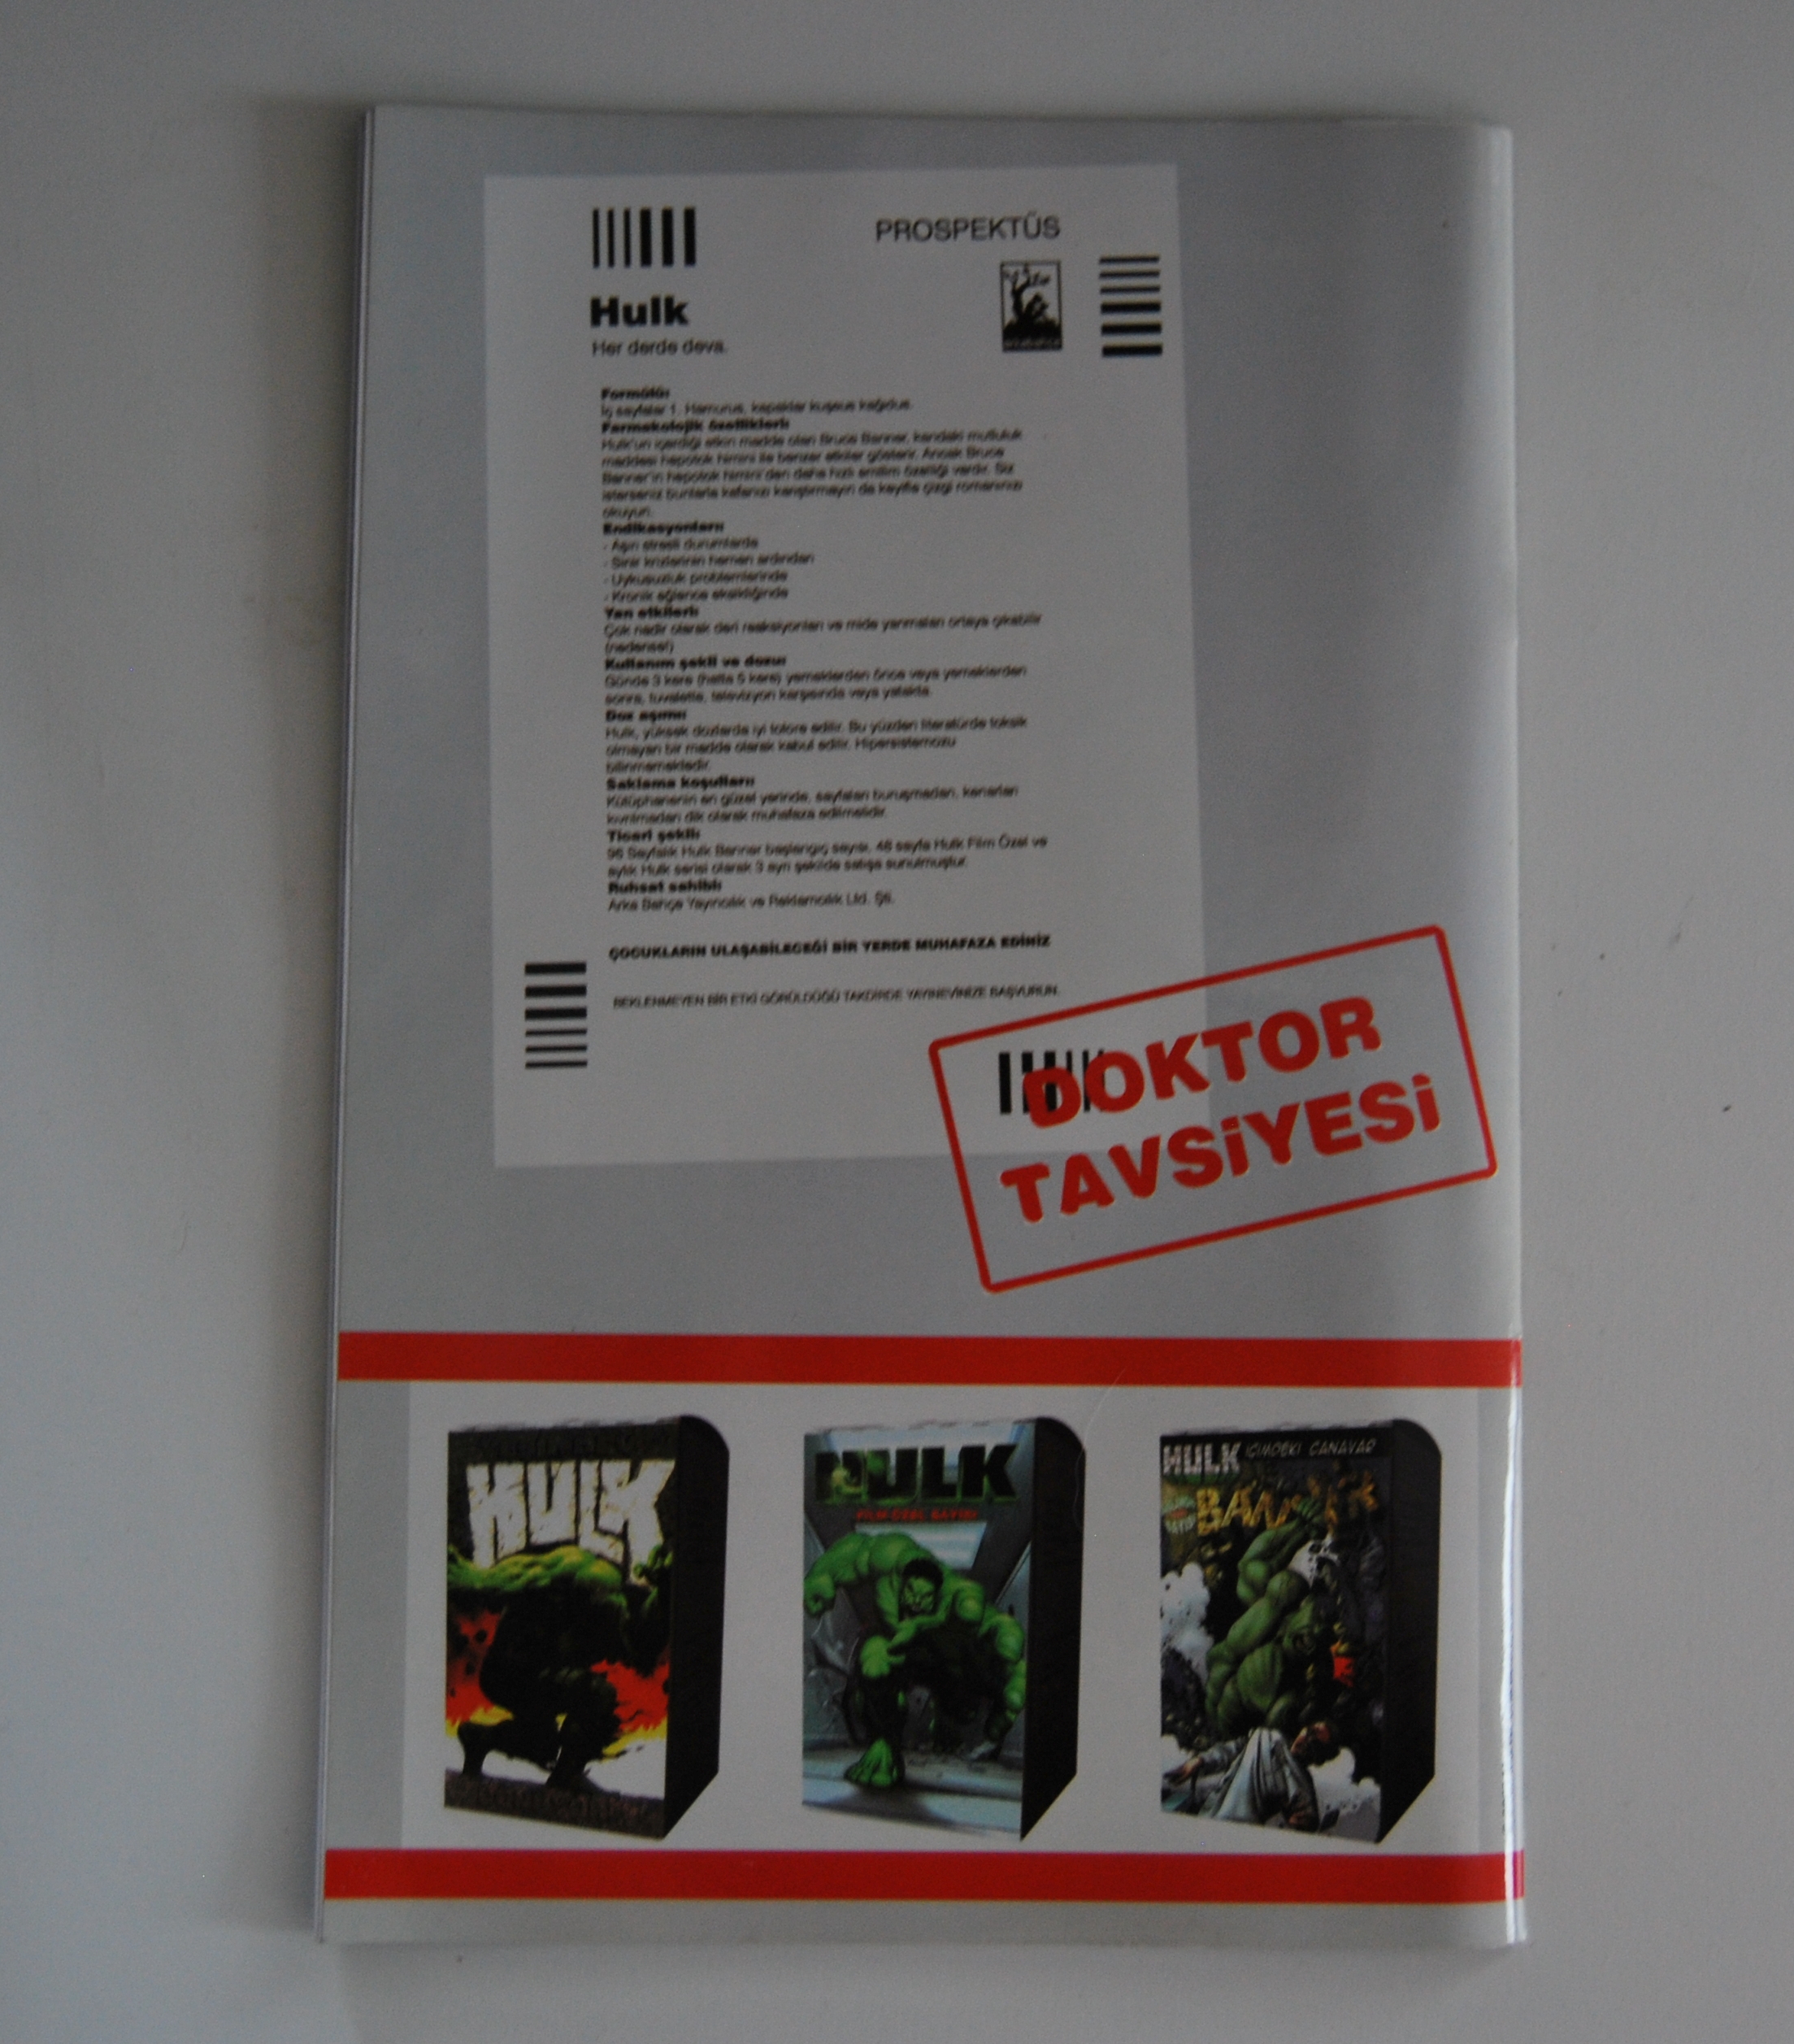 PROSPEKTÜS
Hulk
Her derde deva.
arkabahçe
Formülü:
İç sayfalar 1. Hamurus, kapaklar kuşeus kağıdus.
Farmakolojik özellikleri:
Hulk'un içerdiği etkin madde olan Bruce Banner, kandaki mutluluk
maddesi hepotok himini ile benzer etkiler gösterir. Ancak Bruce
Banner'in hepotok himini'den daha hızlı emilim özelliği vardır. Siz
isterseniz bunlarla kafanızı karıştırmayın da keyifle çizgi romanınızı
okuyun.
Endikasyonları:
- Aşırı stresli durumlarda
- Sinir krizlerinin hemen ardından
- Uykusuzluk problemlerinde
- Kronik eğlence eksikliğinde
Yan etkileri:
Çok nadir olarak deri reaksiyonları ve mide yanmaları ortaya çıkabilir
(nedense!)
Kullanım şekli ve dozu:
Günde 3 kere (hatta 5 kere) yemeklerden önce veya yemeklerden
sonra, tuvalette, televizyon karşısında veya yatakta.
Doz aşımı:
Hulk, yüksek dozlarda iyi tolore edilir. Bu yüzden literatürde toksik
olmayan bir madde olarak kabul edilir. Hipersistemozu
bilinmemektedir.
Saklama koşulları:
Kütüphanenin en güzel yerinde, sayfaları buruşmadan, kenarları
kıvrılmadan dik olarak muhafaza edilmelidir.
Ticari şekli:
96 Sayfalık Hulk Banner başlangıç sayısı, 48 sayfa Hulk Film Özel ve
aylık Hulk serisi olarak 3 ayrı şekilde satışa sunulmuştur.
Ruhsat sahibi:
Arka Bahçe Yayıncılık ve Reklamcılık Ltd. Şti.
ÇOCUKLARIN ULAŞABİLECEĞİ BİR YERDE MUHAFAZA EDİNİZ
BEKLENMEYEN BİR ETKİ GÖRÜLDÜĞÜ TAKDİRDE YAYINEVİNİZE BAŞVURUN.
DOKTOR
TAVSİYESİ
HULK
HULK
FİLM ÖZEL SAYISI
HULK İÇİMDEKİ CANAVAR
BANNER